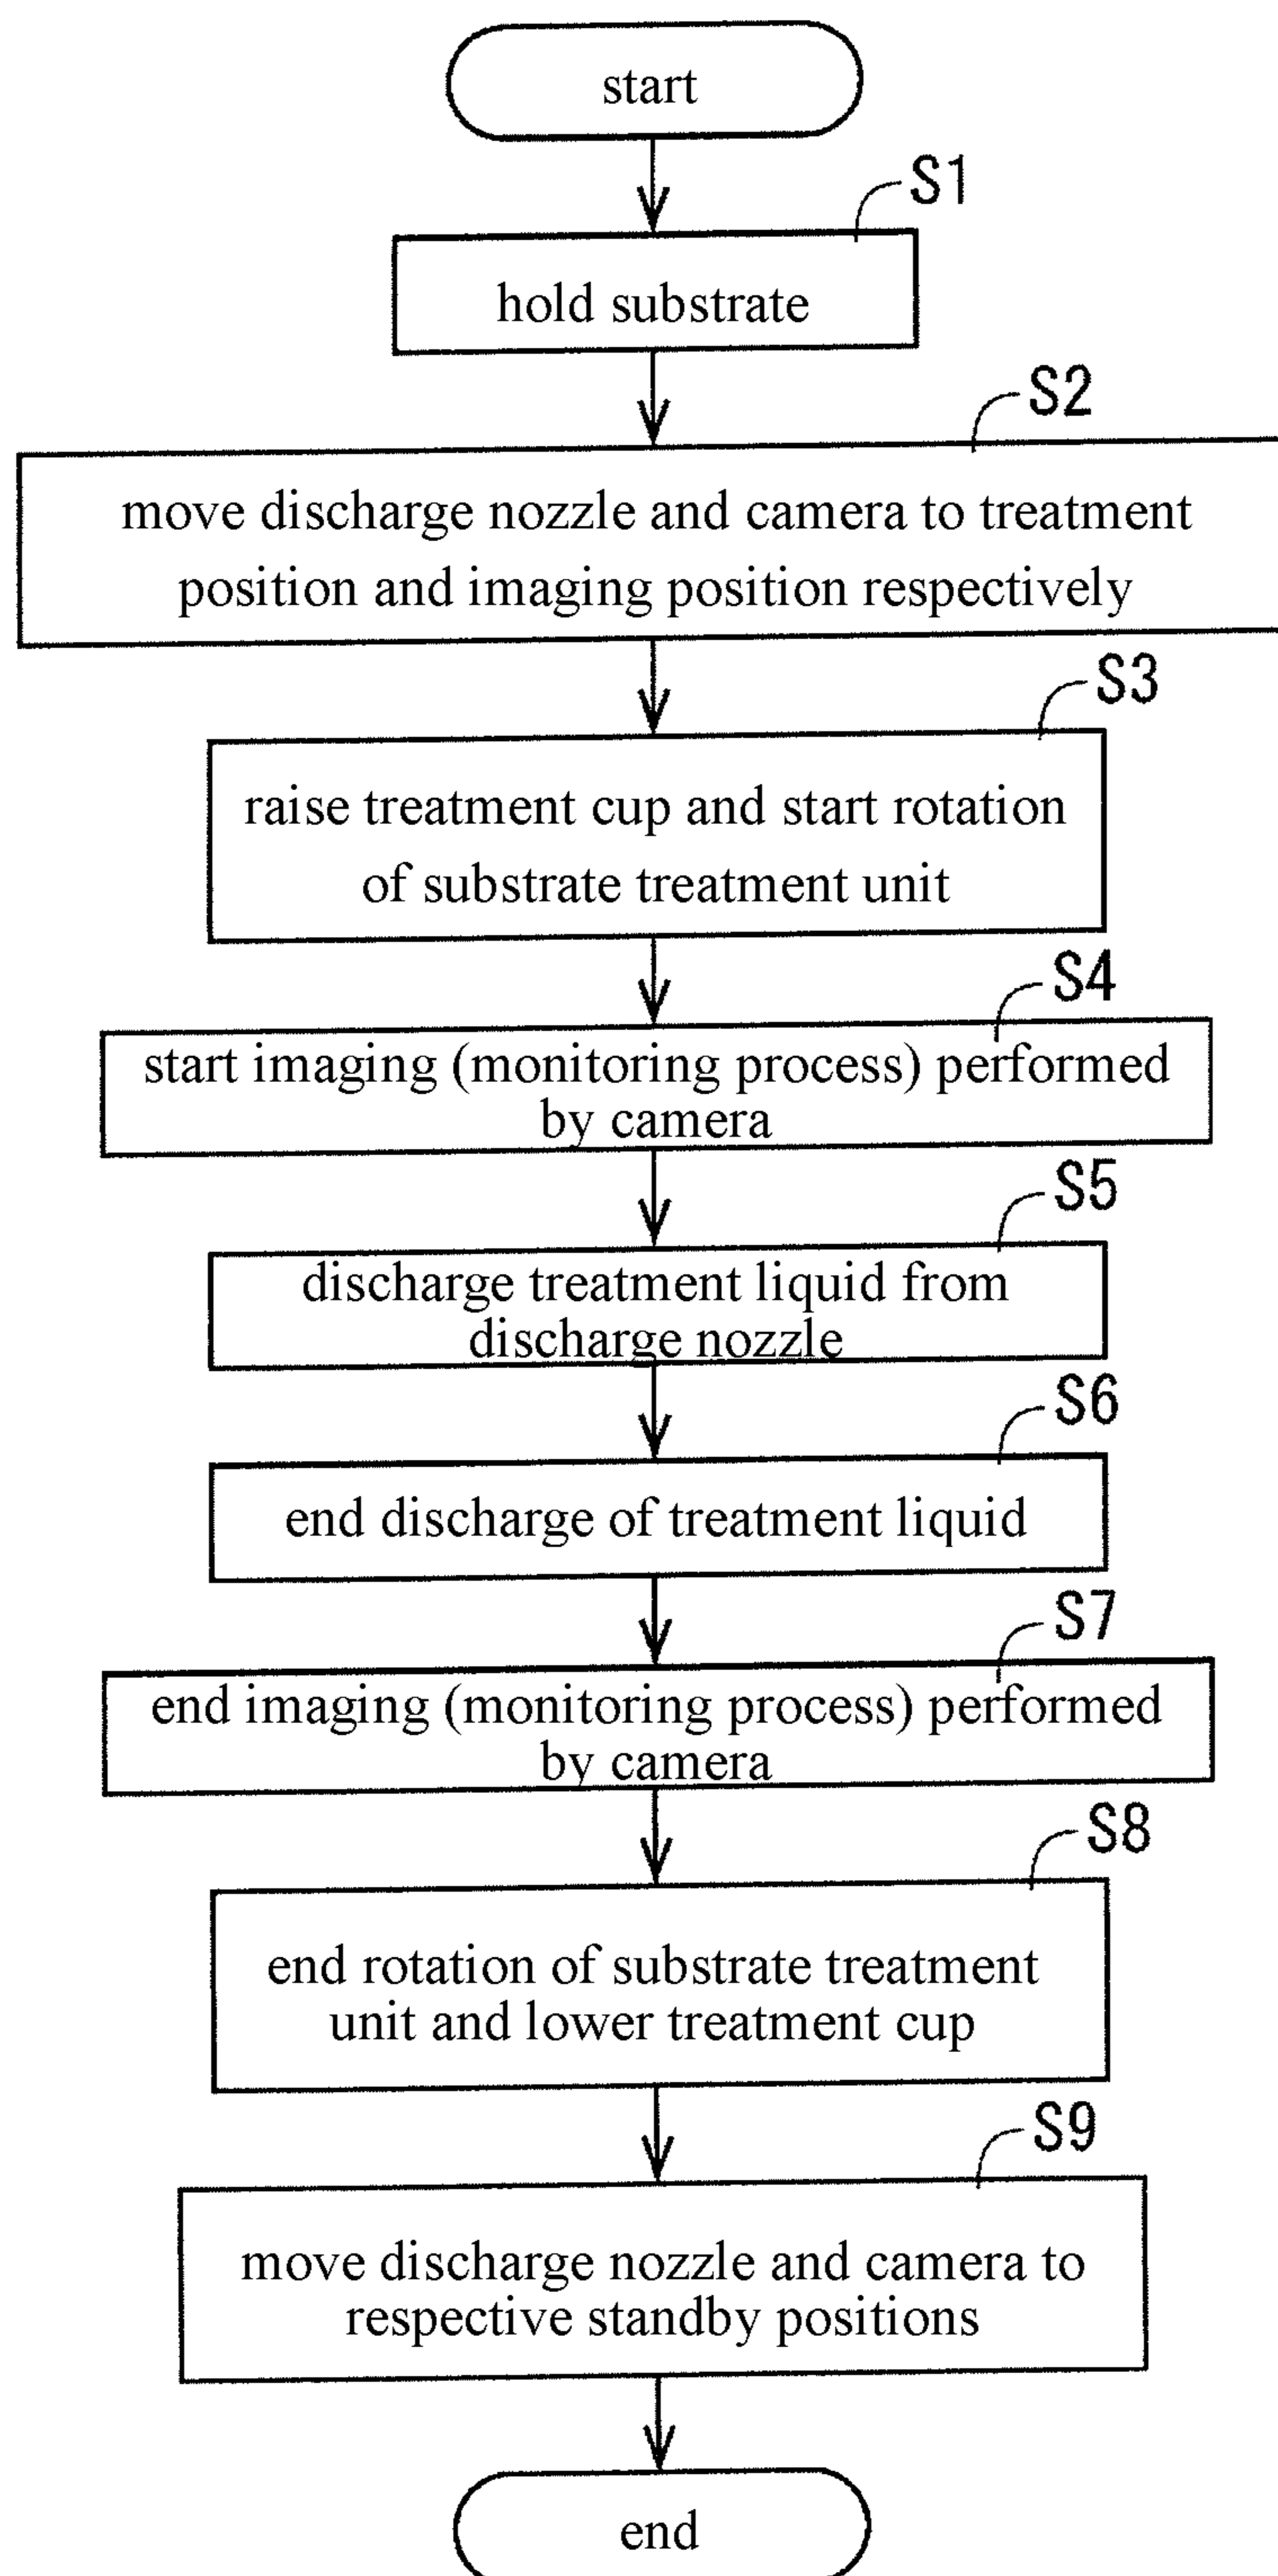 start
S1
hold substrate
S2
move discharge nozzle and camera to treatment
position and imaging position respectively
S3
raise treatment cup and start rotation
of substrate treatment unit
S4
start imaging (monitoring process) performed
by camera
S5
discharge treatment liquid from
discharge nozzle
S6
end discharge of treatment liquid
S7
end imaging (monitoring process) performed
by camera
S8
end rotation of substrate treatment
unit and lower treatment cup
S9
move discharge nozzle and camera to
respective standby positions
end